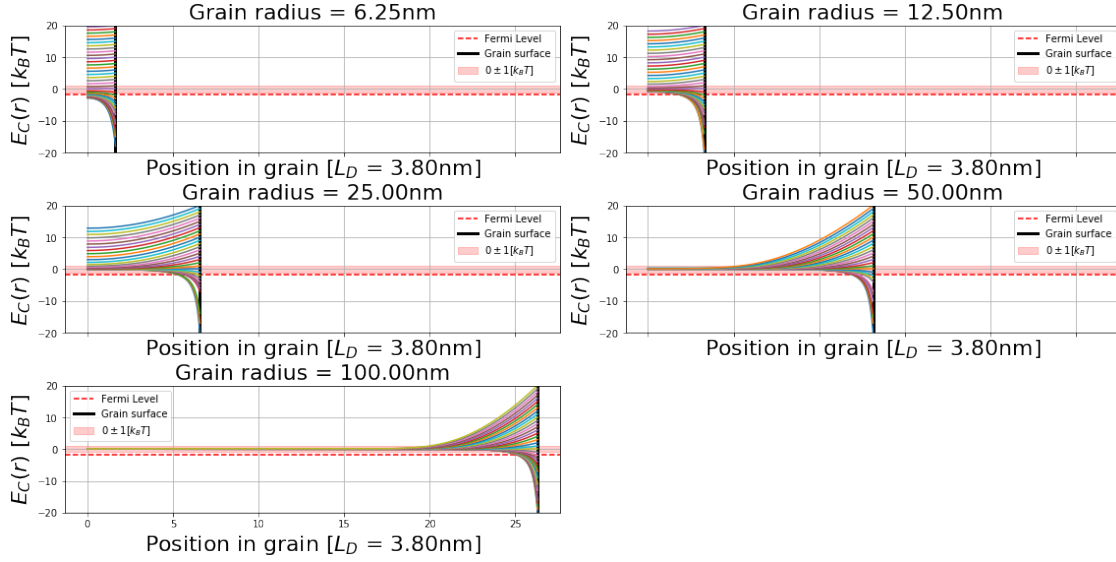 Grain radius = 6.25nm
E_C(r) [k_BT]
20
10
0
−10
−20
Fermi Level
Grain surface
0 ± 1[k_BT]
Position in grain [L_D = 3.80nm]
Grain radius = 12.50nm
E_C(r) [k_BT]
20
10
0
−10
−20
Fermi Level
Grain surface
0 ± 1[k_BT]
Position in grain [L_D = 3.80nm]
Grain radius = 25.00nm
E_C(r) [k_BT]
20
10
0
−10
−20
Fermi Level
Grain surface
0 ± 1[k_BT]
Position in grain [L_D = 3.80nm]
Grain radius = 50.00nm
E_C(r) [k_BT]
20
10
0
−10
−20
Fermi Level
Grain surface
0 ± 1[k_BT]
Position in grain [L_D = 3.80nm]
Grain radius = 100.00nm
E_C(r) [k_BT]
20
10
0
−10
−20
Fermi Level
Grain surface
0 ± 1[k_BT]
0 5 10 15 20 25
Position in grain [L_D = 3.80nm]